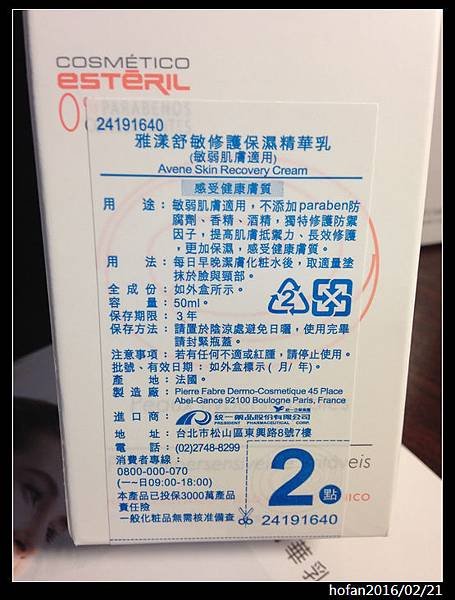 COSMÉTICO
estéril
0
PARABENOS
24191640
雅漾舒敏修護保濕精華乳
(敏弱肌膚適用)
Avene Skin Recovery Cream
感受健康膚質
用 途：敏弱肌膚適用，不添加paraben防
腐劑、香精、酒精，獨特修護防禦
因子，提高肌膚抵禦力、長效修護
，更加保濕，感受健康膚質。
用 法：每日早晚潔膚化妝水後，取適量塗
抹於臉與頸部。
全 成 份：如外盒所示。
容 量：50ml。
保存期限：3 年
保存方法：請置於陰涼處避免日曬，使用完畢
請封緊瓶蓋。
注意事項：若有任何不適或紅腫，請停止使用。
批號、有效日期：如外盒標示（月╱年）。
產 地：法國。
製 造 廠：Pierre Fabre Dermo-Cosmetique 45 Place
Abel-Gance 92100 Boulogne Paris, France
進 口 商：統一藥品股份有限公司
PRESIDENT PHARMACEUTICAL CORP.
地 址：台北市松山區東興路8號7樓
電 話：(02)2748-8299
消費者專線：
0800-000-070
(一~日09:00-18:00)
本產品已投保3000萬產品
責任險
一般化粧品無需核准備查
2點
24191640
eis
hofan2016/02/21